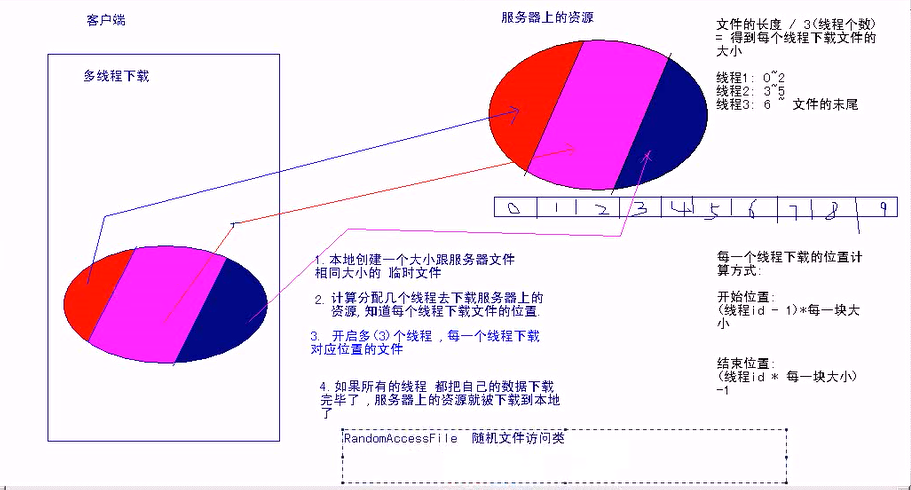 客户端
服务器上的资源
多线程下载
文件的长度 / 3(线程个数)
= 得到每个线程下载文件的
大小
线程1: 0~2
线程2: 3~5
线程3: 6 ~ 文件的末尾
0 1 2 3 4 5 6 7 8 9
1. 本地创建一个大小跟服务器文件
相同大小的 临时文件
2. 计算分配几个线程去下载服务器上的
资源, 知道每个线程下载文件的位置.
3. 开启多(3)个线程 , 每一个线程下载
对应位置的文件
4. 如果所有的线程 都把自己的数据下载
完毕了 , 服务器上的资源就被下载到本地
了
每一个线程下载的位置计
算方式:
开始位置:
(线程id - 1)*每一块大
小
结束位置:
(线程id * 每一块大小)
-1
RandomAccessFile 随机文件访问类